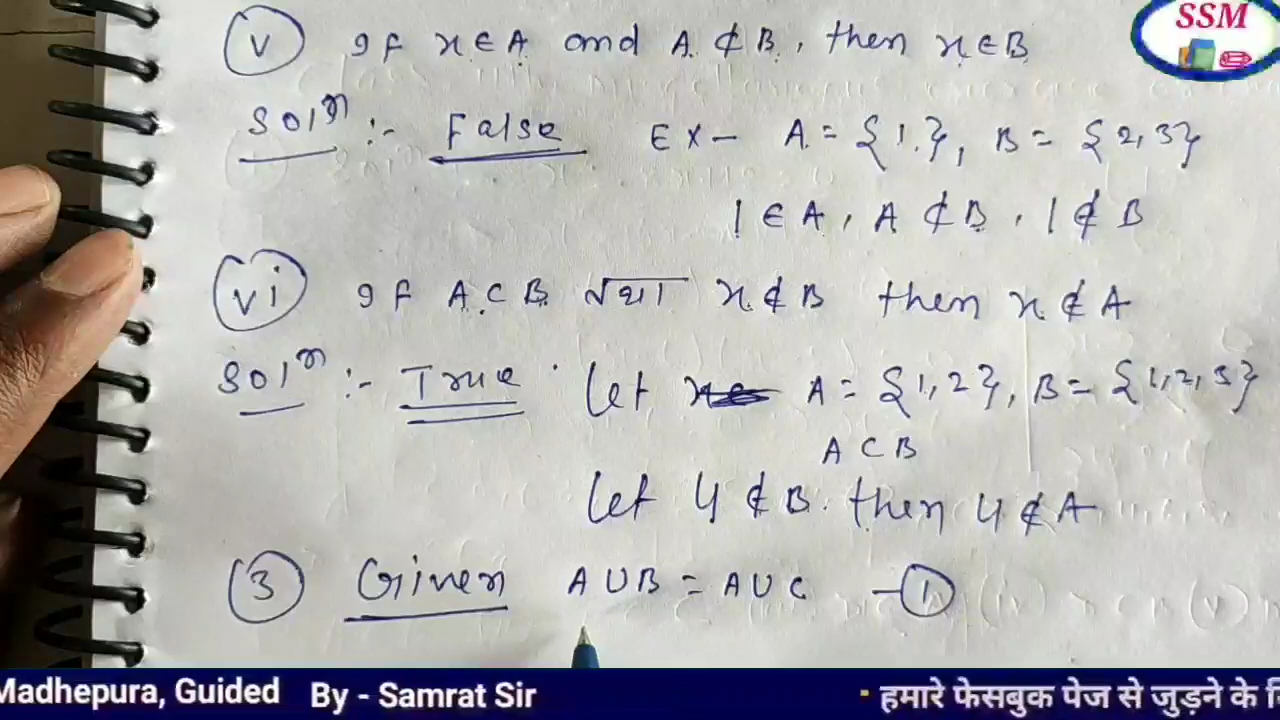 SSM
(v) If x ∈ A and A ⊄ B, then x ∈ B
Solⁿ :- False Ex- A = {1}, B = {2,3}
1 ∈ A, A ⊄ B, 1 ∉ B
(vi) If A ⊂ B तथा x ∉ B then x ∉ A
Solⁿ :- True Let A = {1,2}, B = {1,2,3}
A ⊂ B
Let 4 ∉ B then 4 ∉ A
(3) Given A ∪ B = A ∪ C —(1)
Madhepura, Guided By - Samrat Sir
हमारे फेसबुक पेज से जुड़ने के